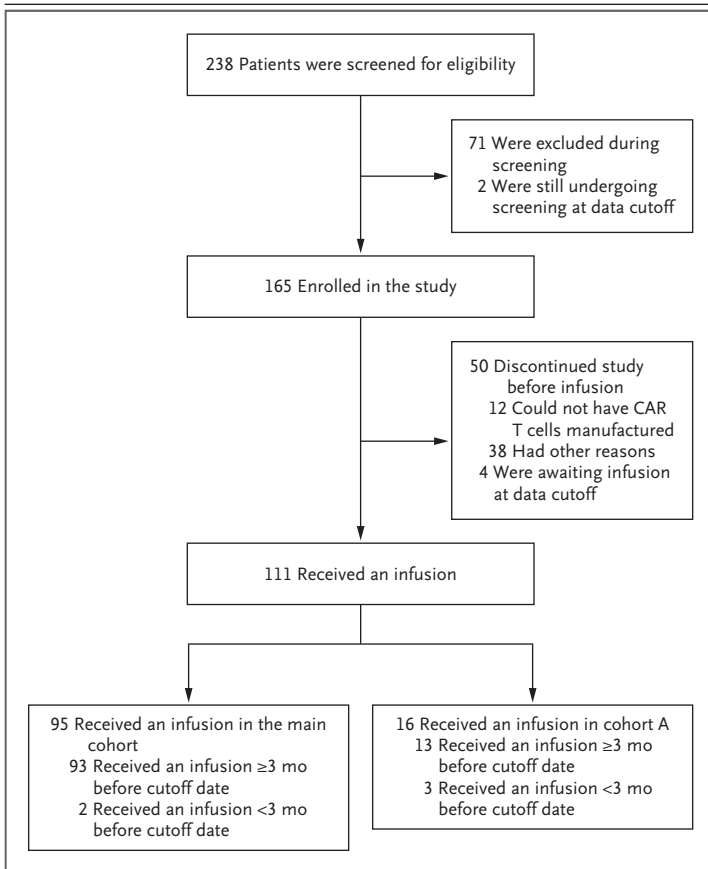 238 Patients were screened for eligibility
71 Were excluded during
screening
2 Were still undergoing
screening at data cutoff
165 Enrolled in the study
50 Discontinued study
before infusion
12 Could not have CAR
T cells manufactured
38 Had other reasons
4 Were awaiting infusion
at data cutoff
111 Received an infusion
95 Received an infusion in the main
cohort
93 Received an infusion ≥3 mo
before cutoff date
2 Received an infusion <3 mo
before cutoff date
16 Received an infusion in cohort A
13 Received an infusion ≥3 mo
before cutoff date
3 Received an infusion <3 mo
before cutoff date